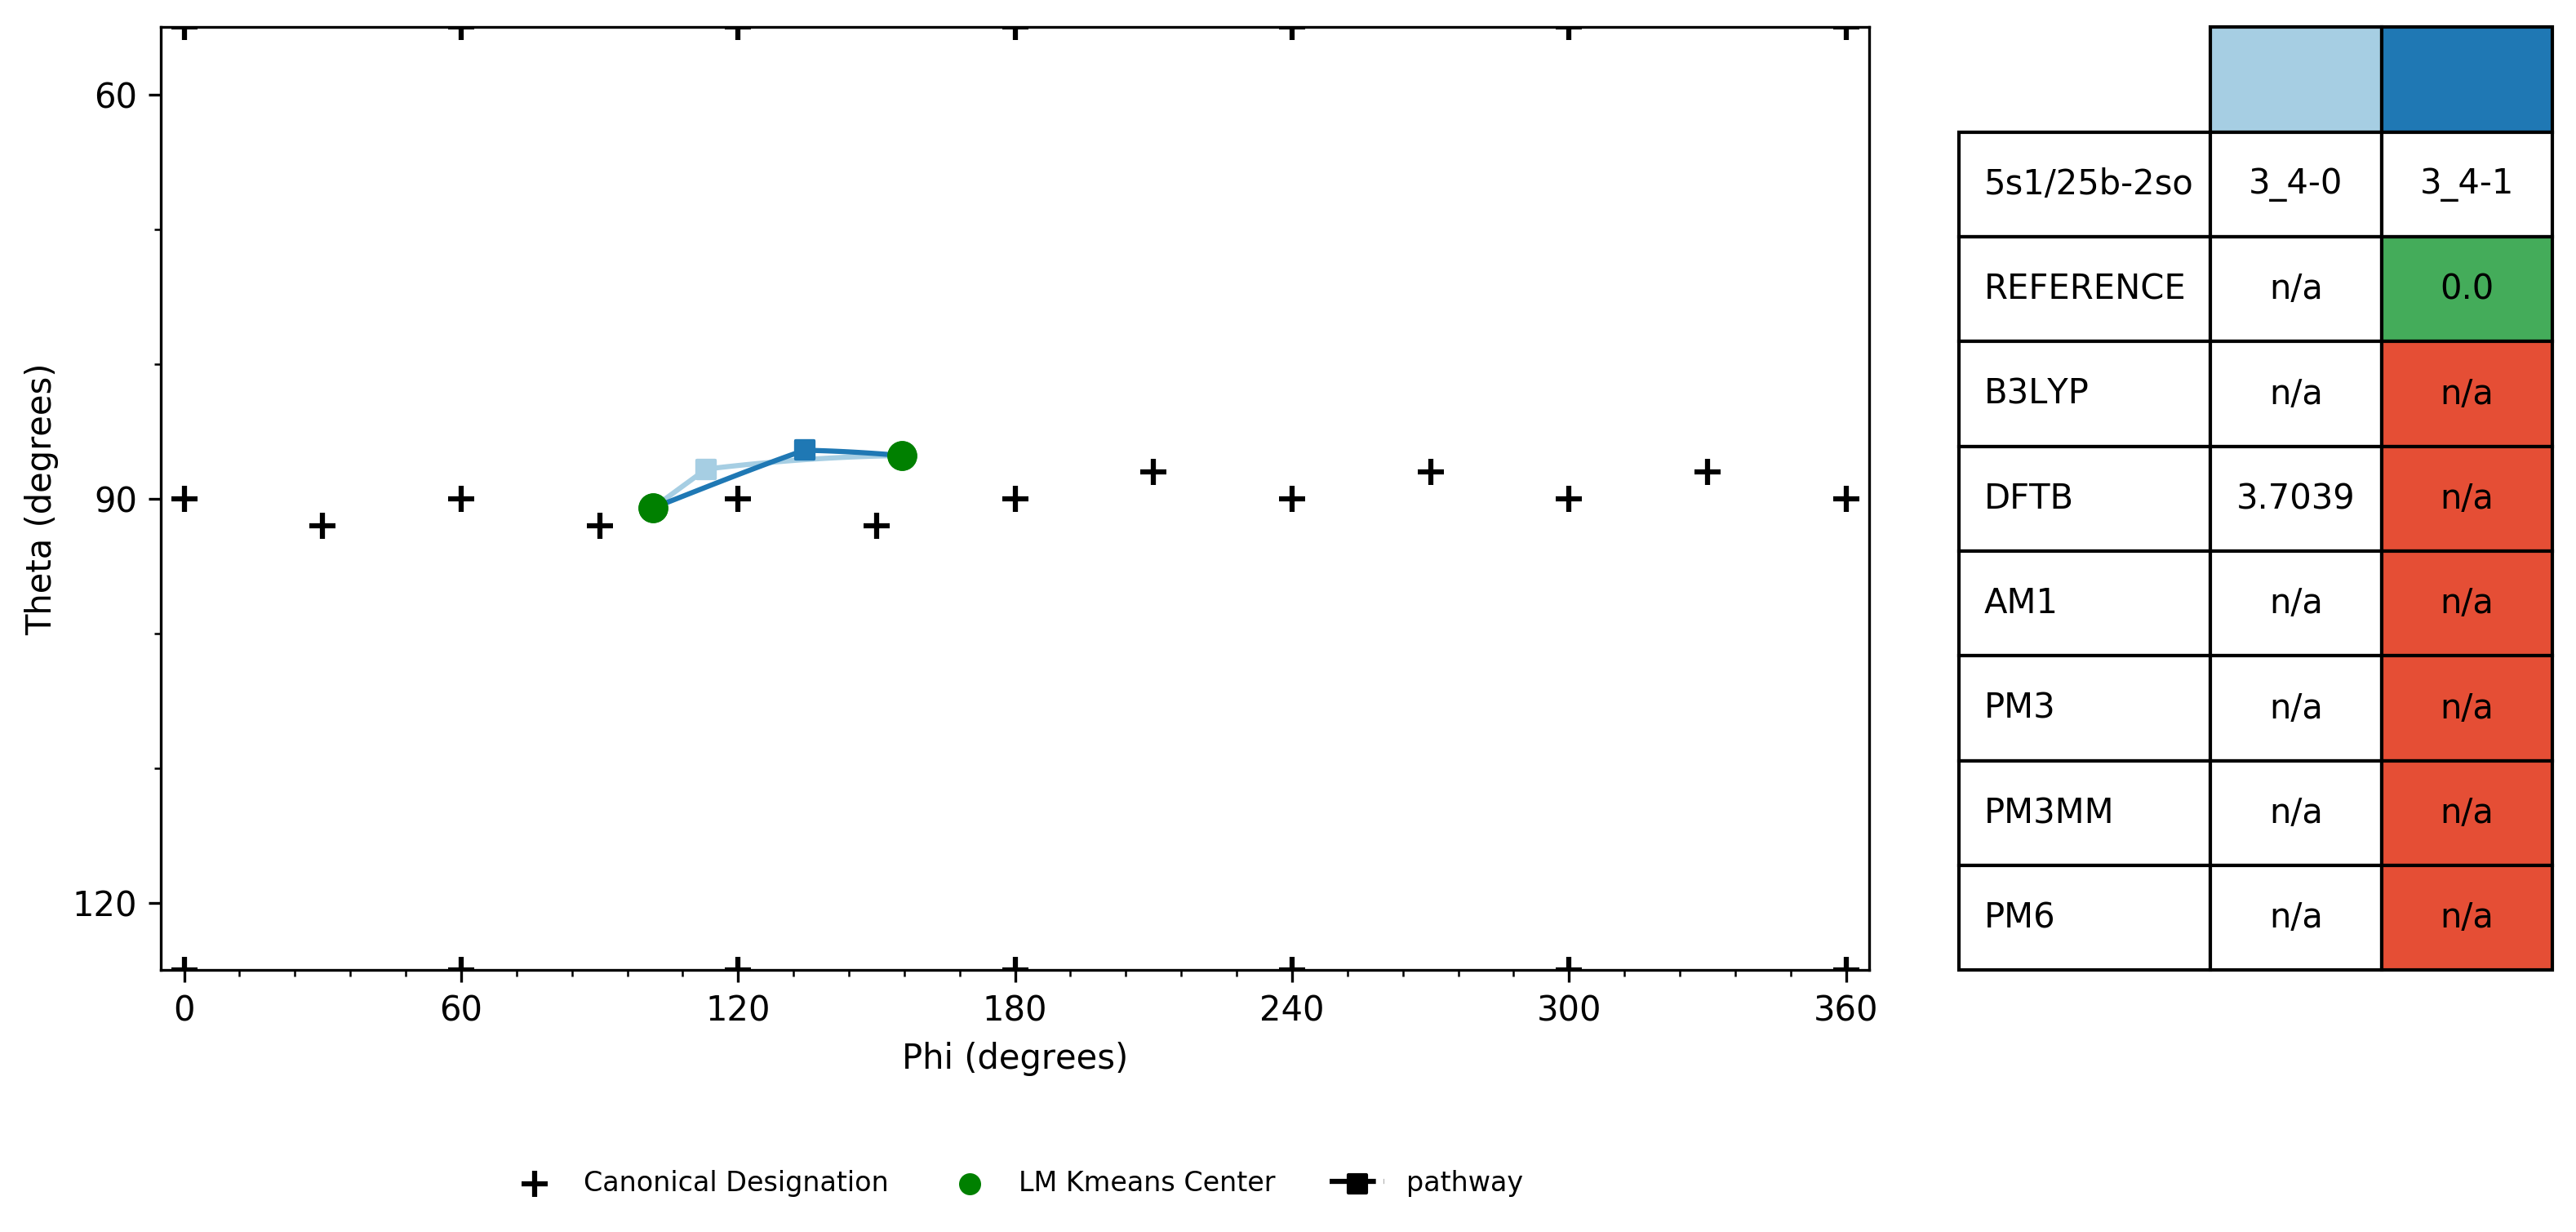 60
90
120
Theta (degrees)
0 60 120 180 240 300 360
Phi (degrees)
Canonical Designation LM Kmeans Center pathway
5s1/25b-2so 3_4-0 3_4-1
REFERENCE n/a 0.0
B3LYP n/a n/a
DFTB 3.7039 n/a
AM1 n/a n/a
PM3 n/a n/a
PM3MM n/a n/a
PM6 n/a n/a